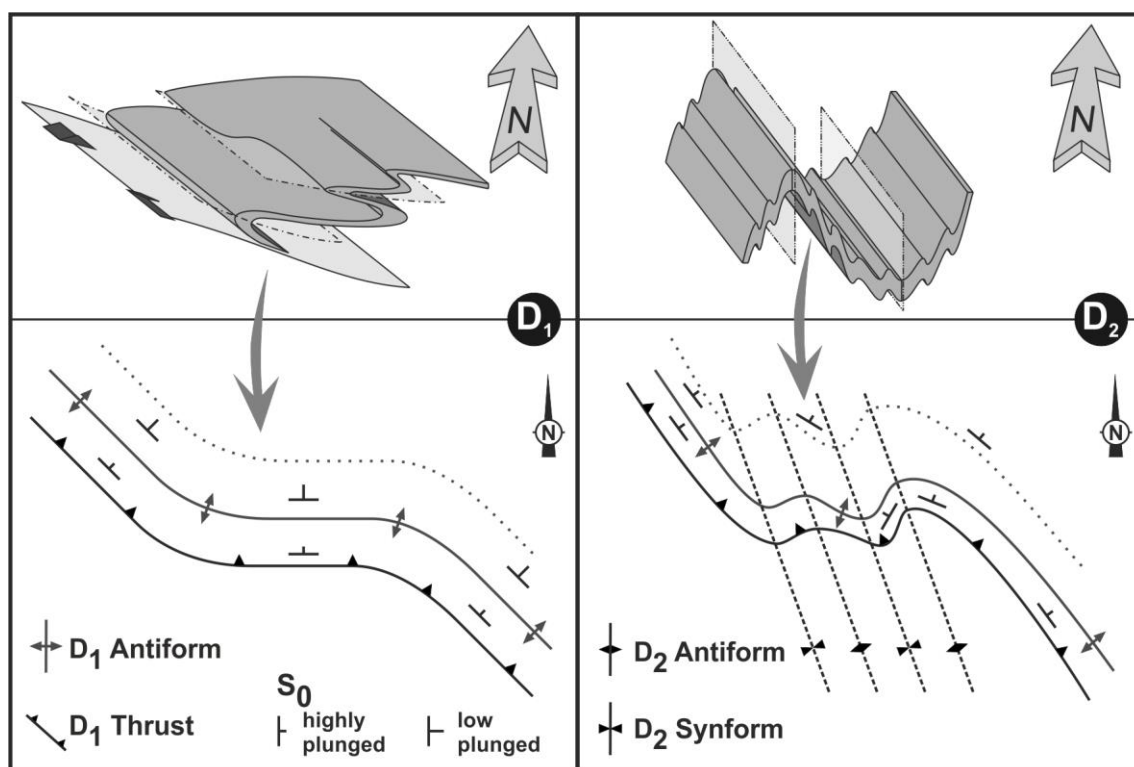 N
N
D1
D2
N
N
D1 Antiform
S0
D1 Thrust
highly
plunged
low
plunged
D2 Antiform
D2 Synform